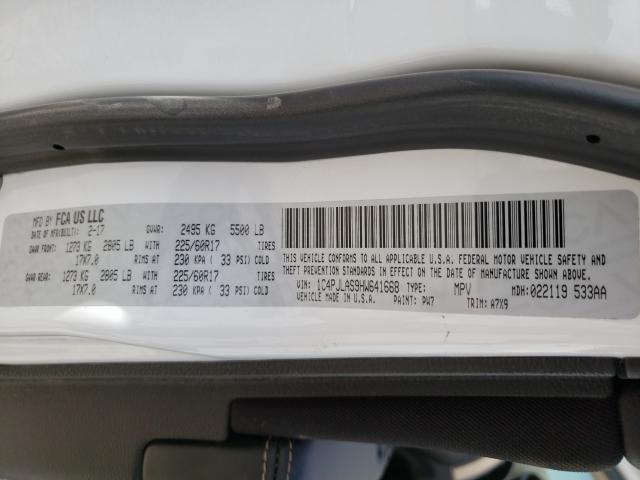 MFD BY FCA US LLC
DATE OF MFR(BUILT): 2-17 GVWR: 2495 KG 5500 LB
GAWR FRONT: 1273 KG 2805 LB WITH 225/60R17 TIRES
17X7.0 RIMS AT 230 KPA ( 33 PSI) COLD
GAWR REAR: 1273 KG 2805 LB WITH 225/60R17 TIRES
17X7.0 RIMS AT 230 KPA ( 33 PSI) COLD
THIS VEHICLE CONFORMS TO ALL APPLICABLE U.S.A. FEDERAL MOTOR VEHICLE SAFETY AND
THEFT PREVENTION STANDARDS IN EFFECT ON THE DATE OF MANUFACTURE SHOWN ABOVE.
VIN: 1C4PJLAS9HW641668 TYPE: MPV MDH: 022119 533AA
VEHICLE MADE IN U.S.A. PAINT: PW7 TRIM: A7X9